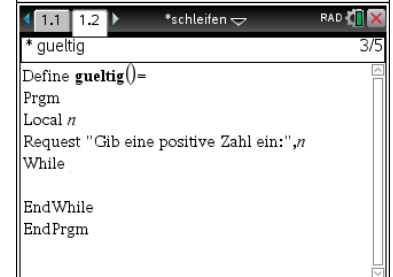 1.1 1.2 *schleifen RAD
* gueltig 3/5
Define gueltig()=
Prgm
Local n
Request "Gib eine positive Zahl ein:",n
While
EndWhile
EndPrgm